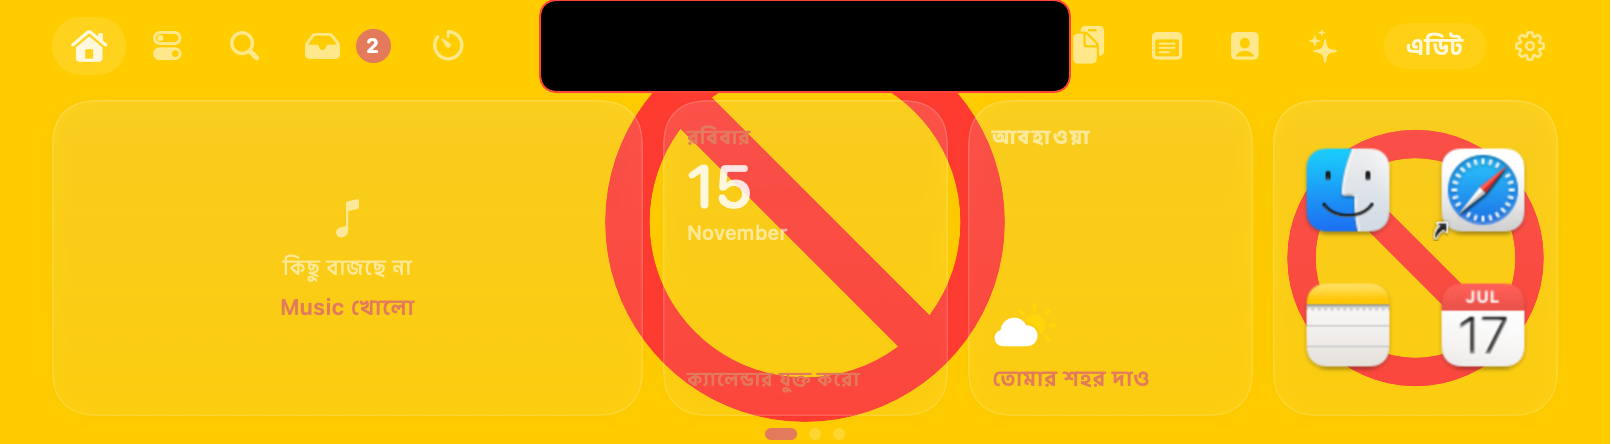 2
এডিট
কিছু বাজছে না
Music খোলো
রবিবার
15
November
ক্যালেন্ডার যুক্ত করো
আবহাওয়া
তোমার শহর দাও
JUL
17